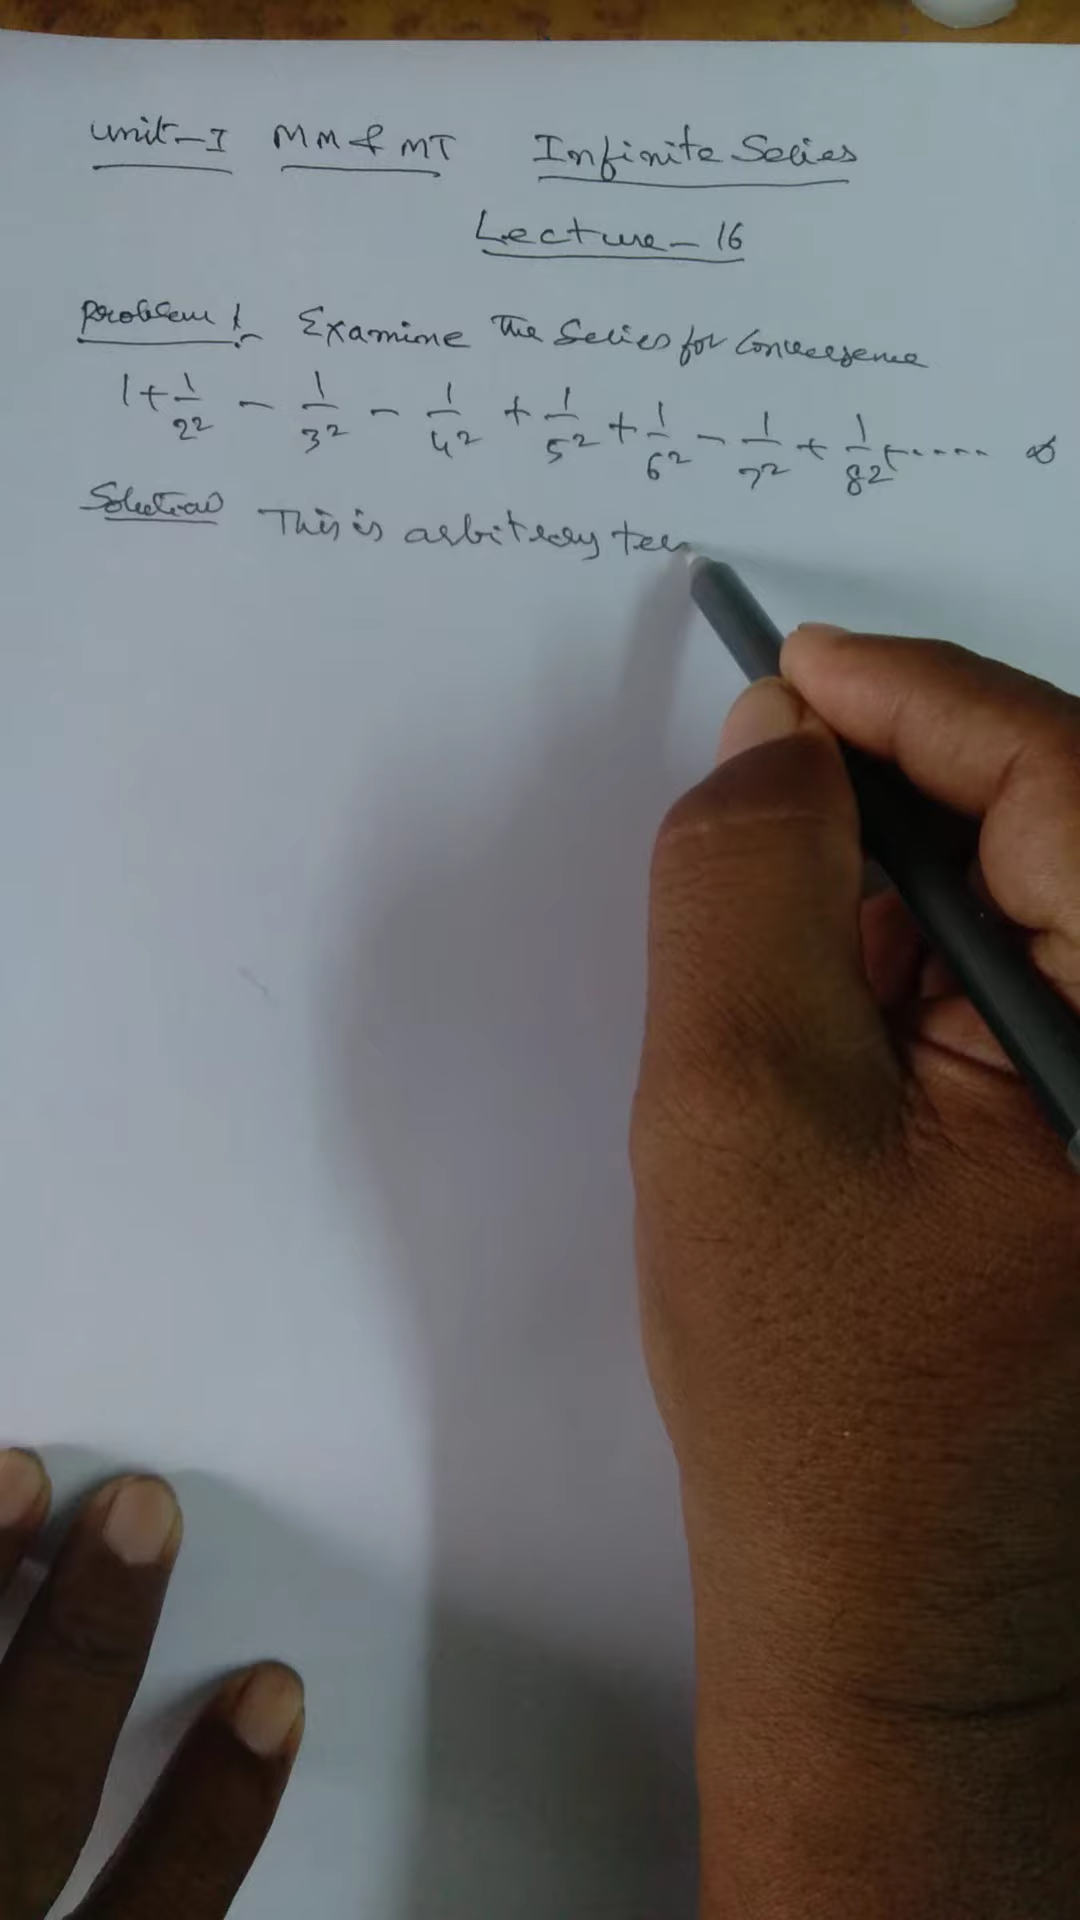 Unit-I MM & MT Infinite Series
Lecture-16
Problem 1:- Examine The Series for Convergence
1+1/2² - 1/3² - 1/4² + 1/5² + 1/6² - 1/7² + 1/8² +..... ∞
Solution This is arbitrary ter